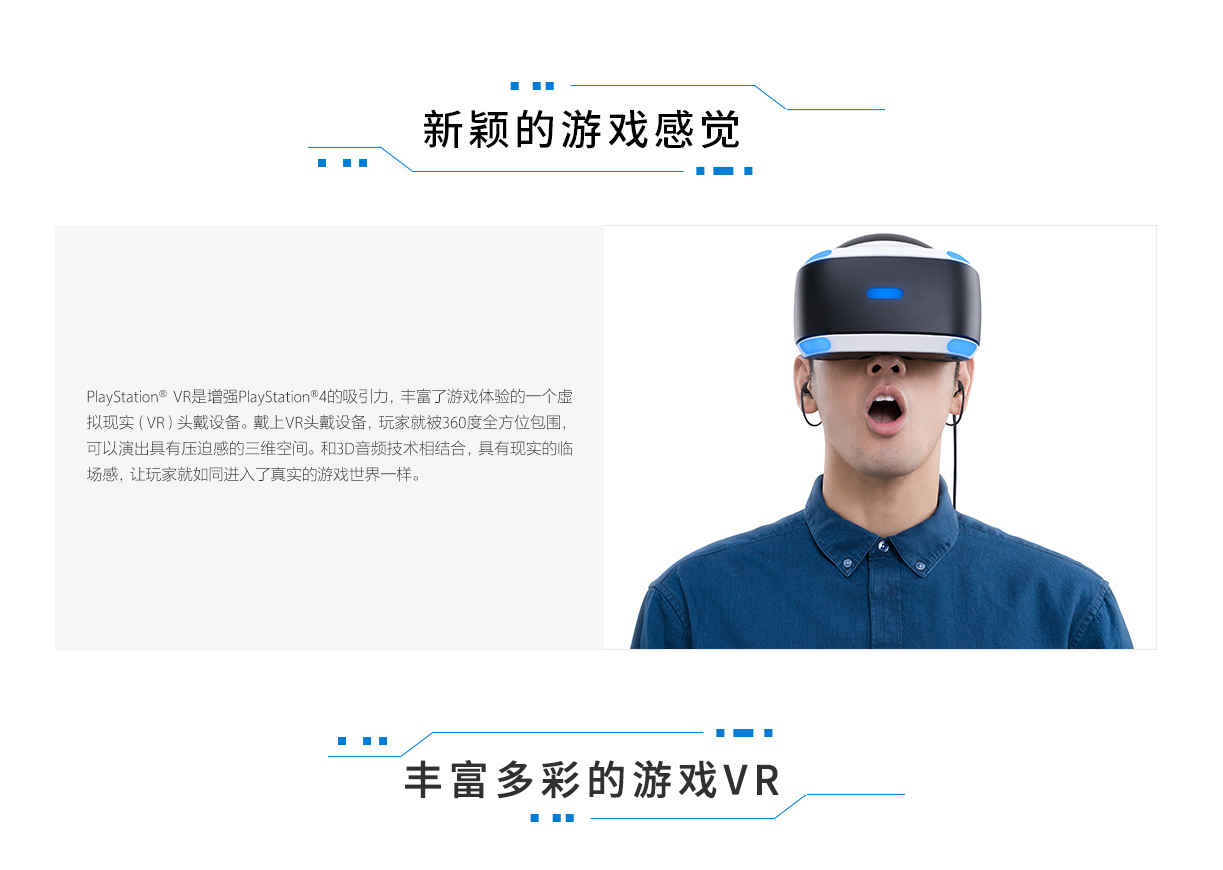 新颖的游戏感觉
PlayStation® VR是增强PlayStation®4的吸引力，丰富了游戏体验的一个虚
拟现实（VR）头戴设备。戴上VR头戴设备，玩家就被360度全方位包围，
可以演出具有压迫感的三维空间。和3D音频技术相结合，具有现实的临
场感，让玩家就如同进入了真实的游戏世界一样。
丰富多彩的游戏VR